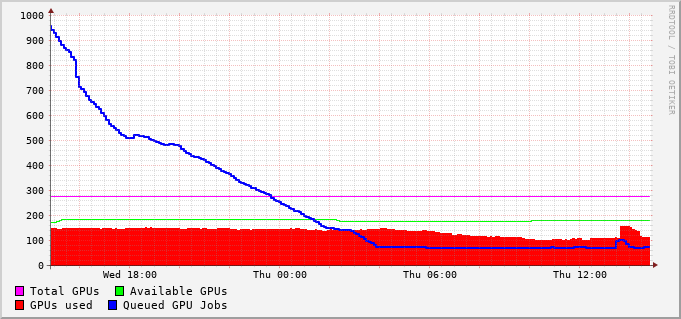 1000
900
800
700
600
500
400
300
200
100
0
Wed 18:00 Thu 00:00 Thu 06:00 Thu 12:00
Total GPUs Available GPUs
GPUs used Queued GPU Jobs
RRDTOOL / TOBI OETIKER